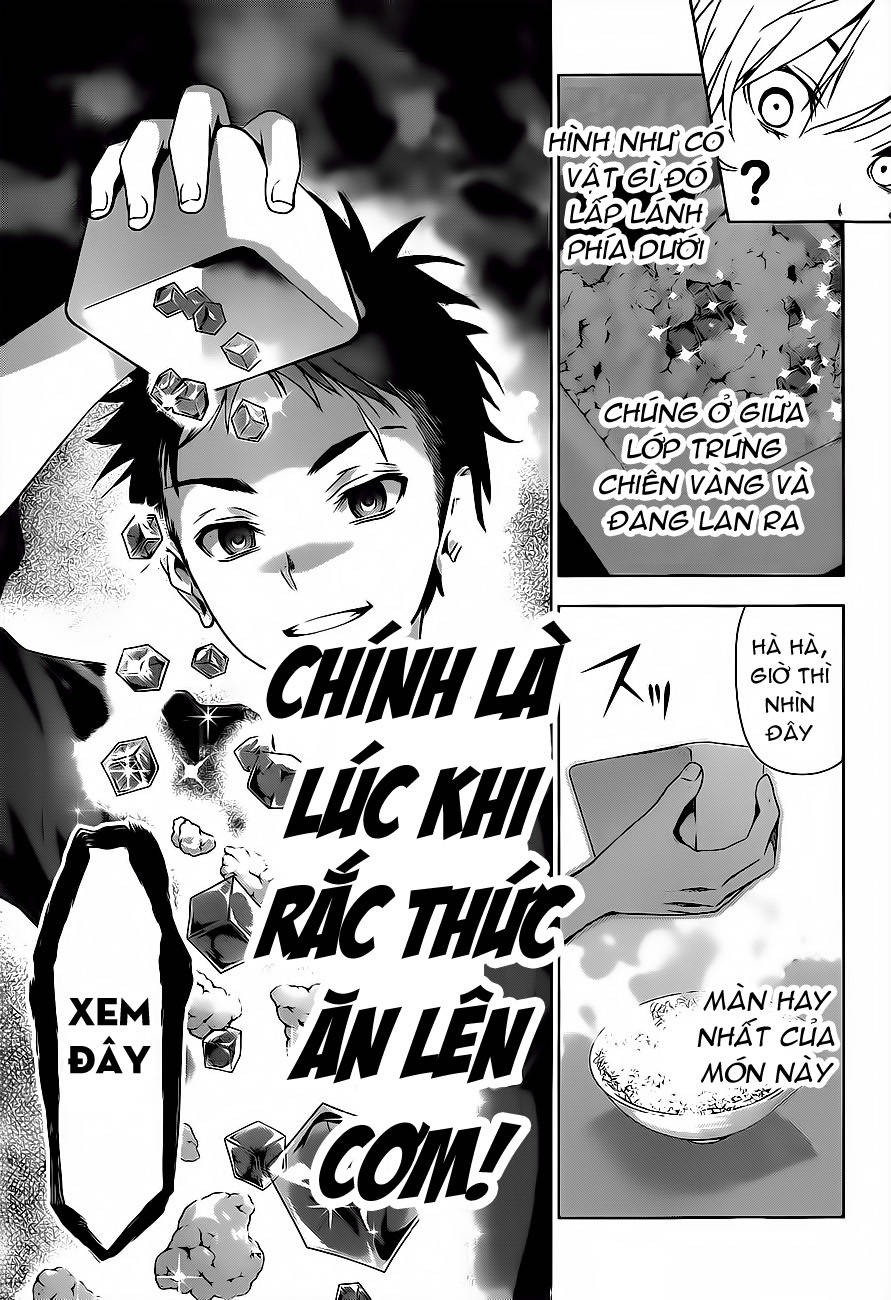 ?
HÌNH NHƯ CÓ
VẬT GÌ ĐÓ
LẤP LÁNH
PHÍA DƯỚI
CHÚNG Ở GIỮA
LỚP TRỨNG
CHIÊN VÀNG VÀ
ĐANG LAN RA
HÀ HÀ,
GIỜ THÌ
NHÌN
ĐÂY
スッ
MÀN HAY
NHẤT CỦA
MÓN NÀY
CHÍNH LÀ
LÚC KHI
RẮC THỨC
ĂN LÊN
CƠM!
XEM
ĐÂY